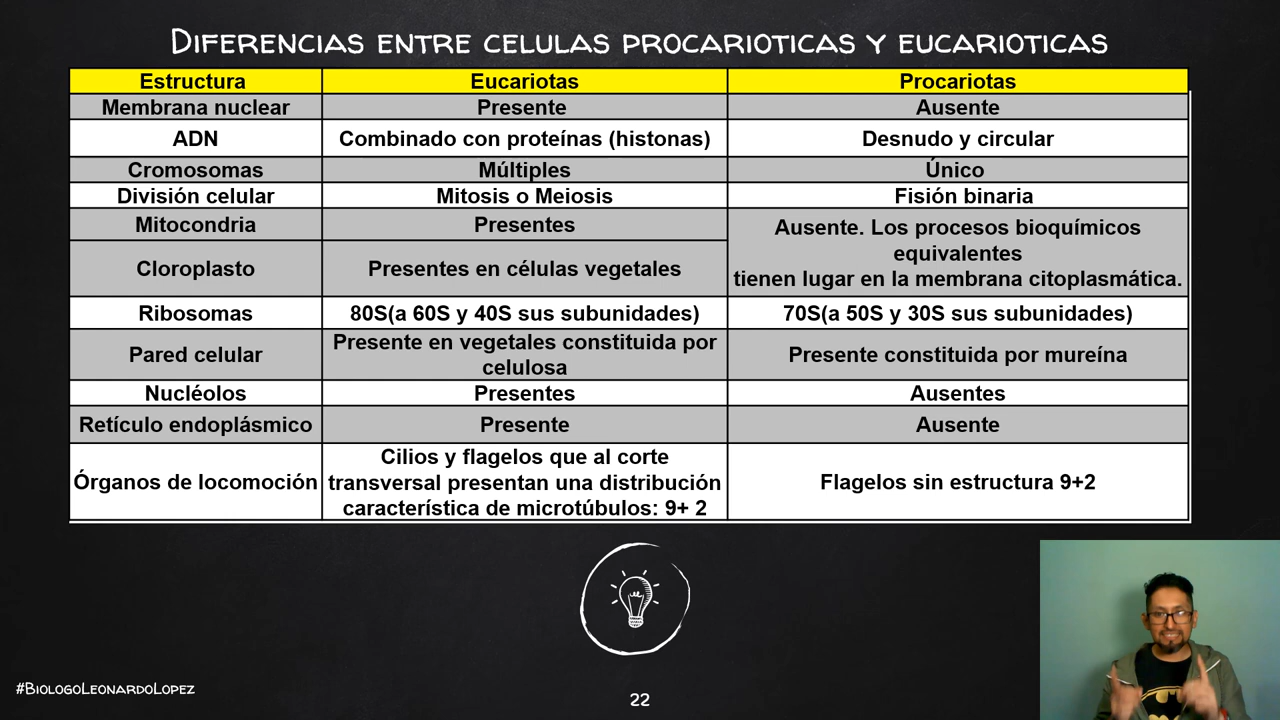 Diferencias entre celulas procarioticas y eucarioticas
Estructura Eucariotas Procariotas
Membrana nuclear Presente Ausente
ADN Combinado con proteínas (histonas) Desnudo y circular
Cromosomas Múltiples Único
División celular Mitosis o Meiosis Fisión binaria
Mitocondria Presentes
Cloroplasto Presentes en células vegetales
Ausente. Los procesos bioquímicos
equivalentes
tienen lugar en la membrana citoplasmática.
Ribosomas 80S(a 60S y 40S sus subunidades) 70S(a 50S y 30S sus subunidades)
Pared celular
Presente en vegetales constituida por
celulosa
Presente constituida por mureína
Nucléolos Presentes Ausentes
Retículo endoplásmico Presente Ausente
Órganos de locomoción
Cilios y flagelos que al corte
transversal presentan una distribución
característica de microtúbulos: 9+ 2
Flagelos sin estructura 9+2
#BiologoLeonardoLopez
22